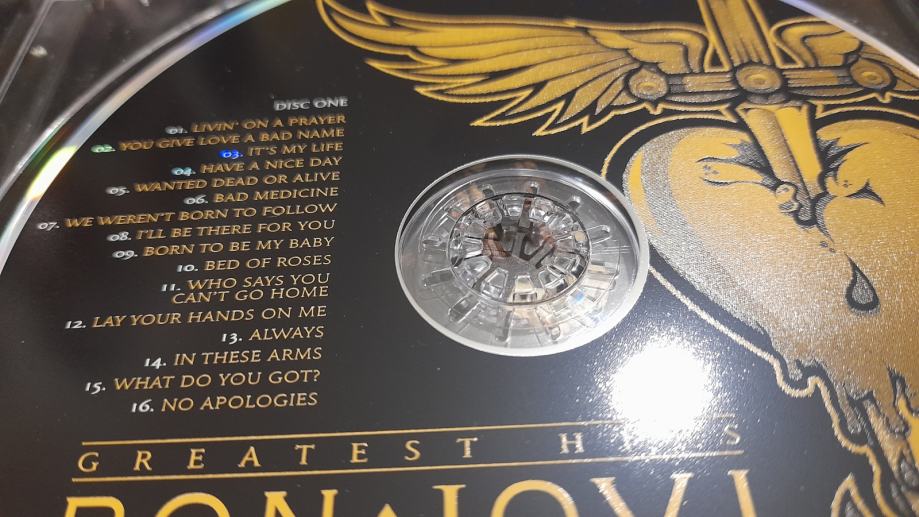 DISC ONE
01. LIVIN' ON A PRAYER
02. YOU GIVE LOVE A BAD NAME
03. IT'S MY LIFE
04. HAVE A NICE DAY
05. WANTED DEAD OR ALIVE
06. BAD MEDICINE
07. WE WEREN'T BORN TO FOLLOW
08. I'LL BE THERE FOR YOU
09. BORN TO BE MY BABY
10. BED OF ROSES
11. WHO SAYS YOU
CAN'T GO HOME
12. LAY YOUR HANDS ON ME
13. ALWAYS
14. IN THESE ARMS
15. WHAT DO YOU GOT?
16. NO APOLOGIES
GREATEST HITS
BON JOVI